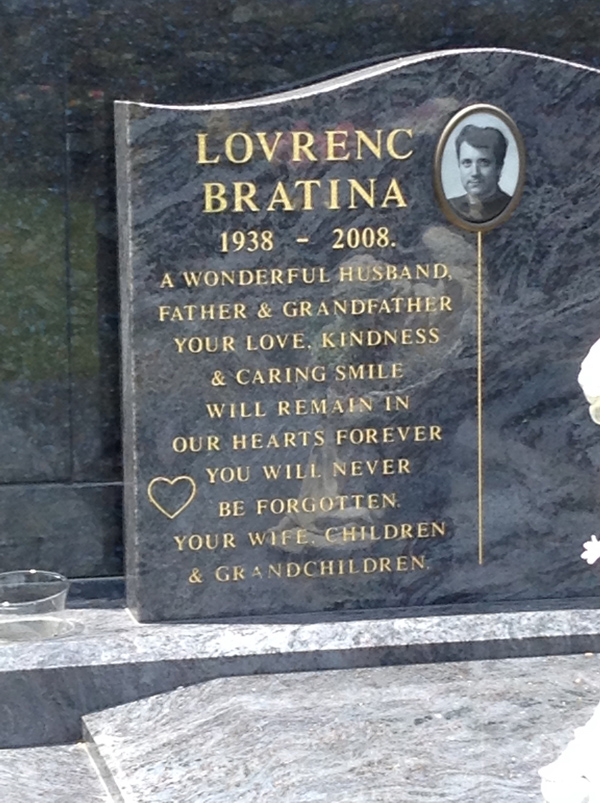 LOVRENC
BRATINA
1938 - 2008.
A WONDERFUL HUSBAND,
FATHER & GRANDFATHER
YOUR LOVE, KINDNESS
& CARING SMILE
WILL REMAIN IN
OUR HEARTS FOREVER
YOU WILL NEVER
BE FORGOTTEN.
YOUR WIFE, CHILDREN
& GRANDCHILDREN.